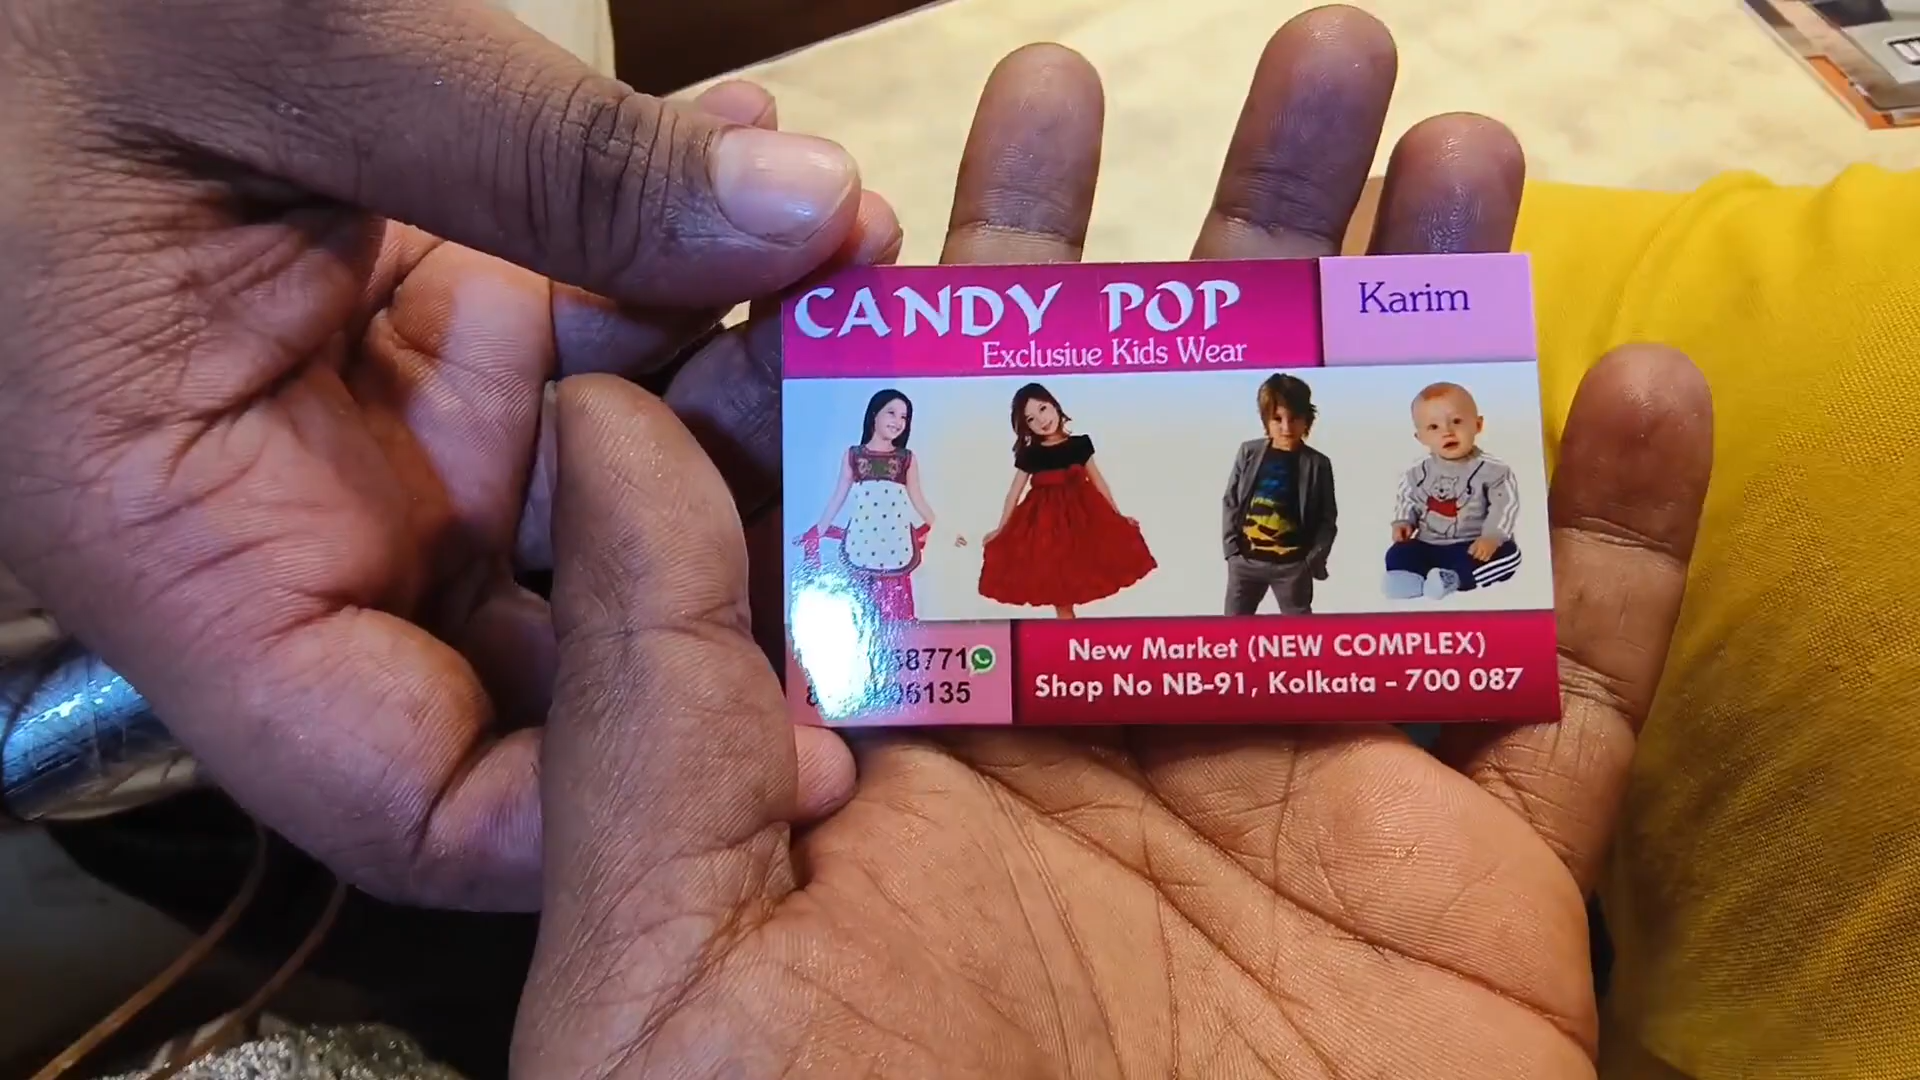 CANDY POP
Exclusiue Kids Wear
Karim
New Market (NEW COMPLEX)
Shop No NB-91, Kolkata - 700 087